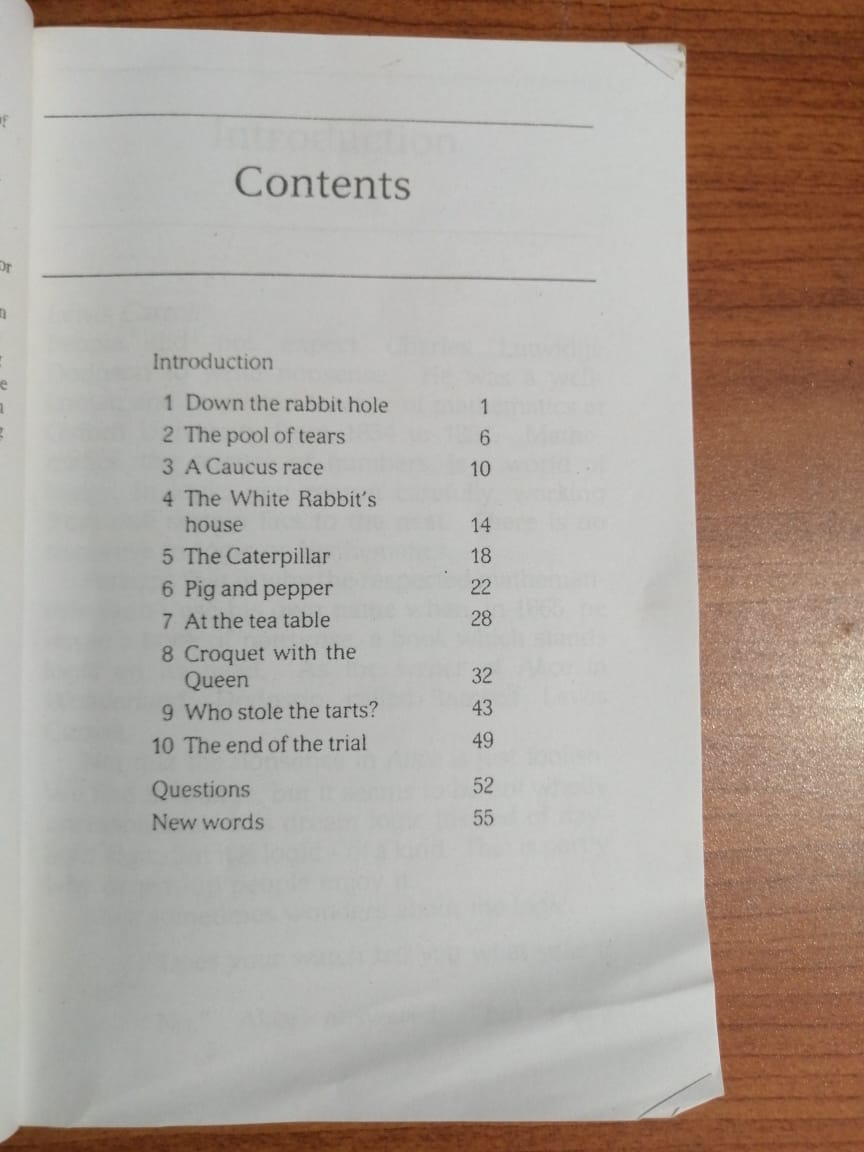 Contents
Introduction
1 Down the rabbit hole 1
2 The pool of tears 6
3 A Caucus race 10
4 The White Rabbit's
house 14
5 The Caterpillar 18
6 Pig and pepper 22
7 At the tea table 28
8 Croquet with the
Queen 32
9 Who stole the tarts? 43
10 The end of the trial 49
Questions 52
New words 55